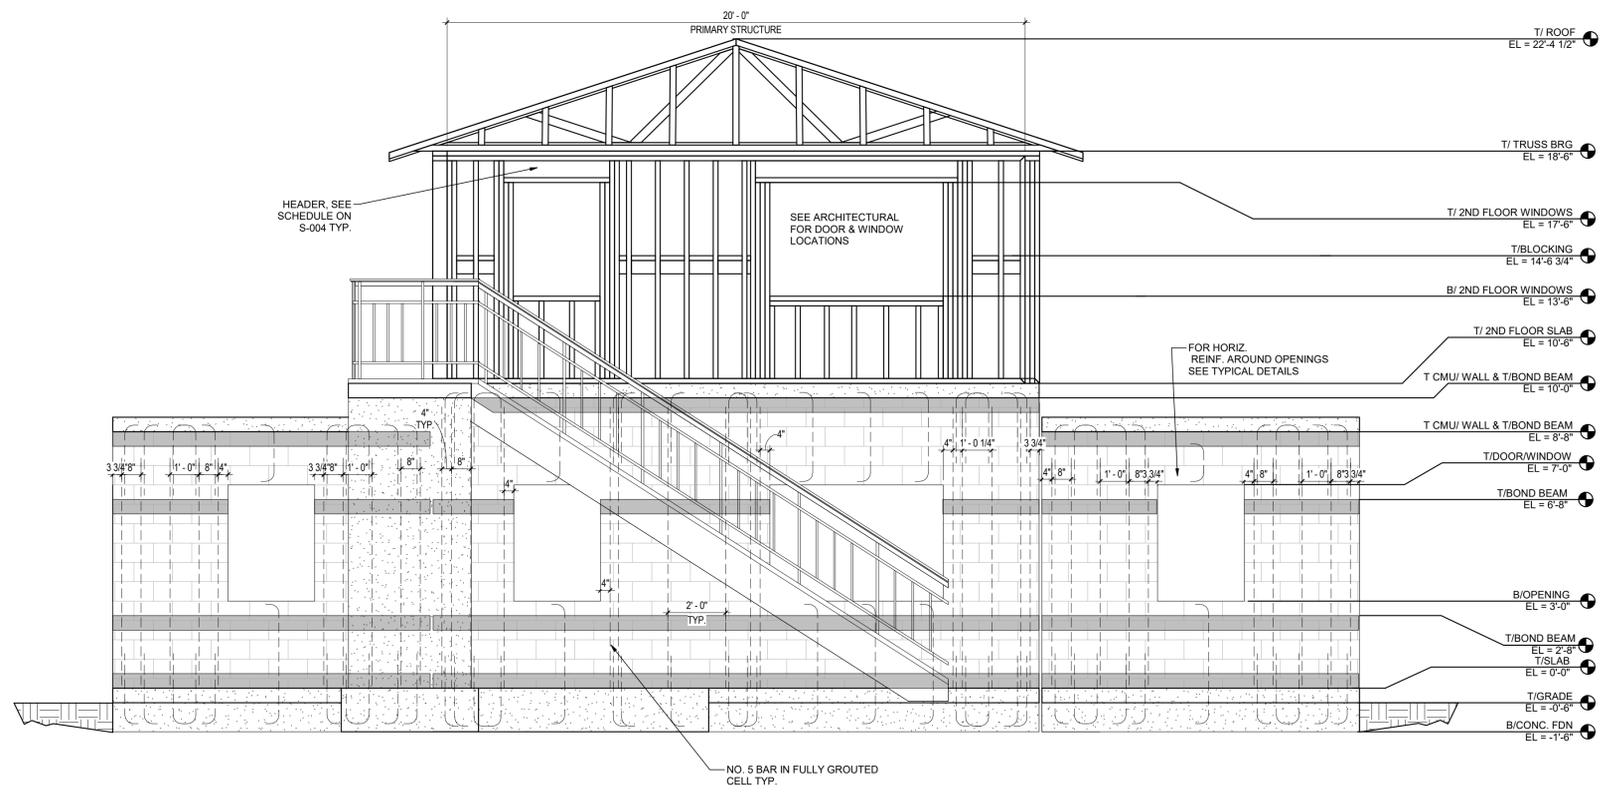 20' - 0"
PRIMARY STRUCTURE
T/ ROOF
EL = 22'-4 1/2"
T/ TRUSS BRG
EL = 18'-6"
HEADER, SEE
SCHEDULE ON
S-004 TYP.
SEE ARCHITECTURAL
FOR DOOR & WINDOW
LOCATIONS
T/ 2ND FLOOR WINDOWS
EL = 17'-6"
T/BLOCKING
EL = 14'-6 3/4"
B/ 2ND FLOOR WINDOWS
EL = 13'-6"
T/ 2ND FLOOR SLAB
EL = 10'-6"
FOR HORIZ.
REINF. AROUND OPENINGS
SEE TYPICAL DETAILS
T CMU/ WALL & T/BOND BEAM
EL = 10'-0"
4"
TYP.
T CMU/ WALL & T/BOND BEAM
EL = 8'-8"
4"
4" 1' - 0 1/4" 3 3/4"
T/DOOR/WINDOW
EL = 7'-0"
3 3/4" 8" 1' - 0" 8" 4" 3 3/4" 8" 1' - 0" 8" 8" 4" 8" 1' - 0" 8" 3 3/4" 4" 8" 1' - 0" 8" 3 3/4"
4"
T/BOND BEAM
EL = 6'-8"
4"
B/OPENING
EL = 3'-0"
2' - 0"
TYP.
T/BOND BEAM
EL = 2'-8"
T/SLAB
EL = 0'-0"
T/GRADE
EL = -0'-6"
B/CONC. FDN
EL = -1'-6"
NO. 5 BAR IN FULLY GROUTED
CELL TYP.